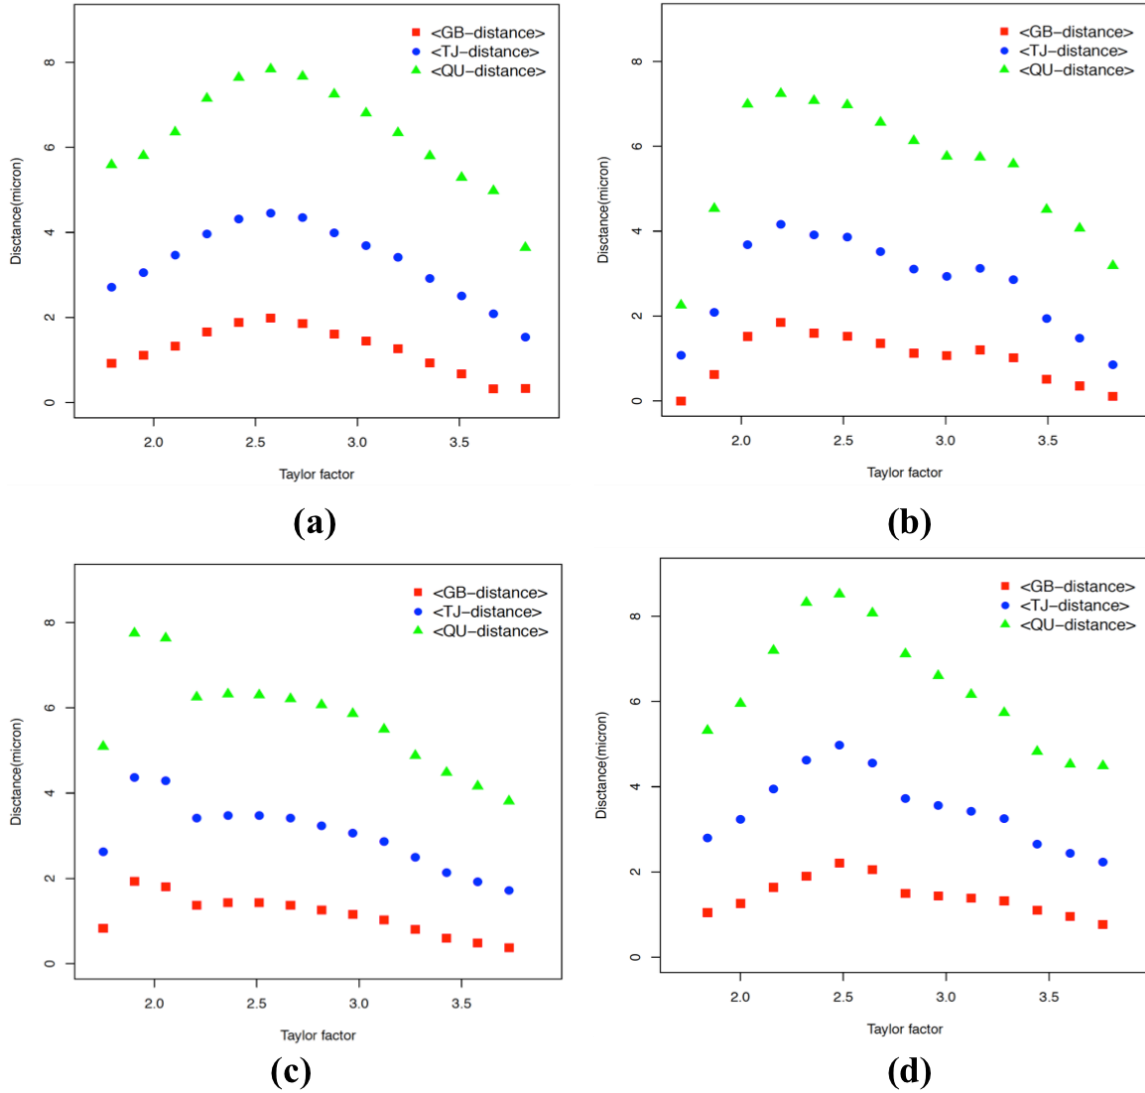 <GB-distance>
<TJ-distance>
<QU-distance>
8
6
4
2
0
Disctance(micron)
2.0 2.5 3.0 3.5
Taylor factor
(a)
<GB-distance>
<TJ-distance>
<QU-distance>
8
6
4
2
0
Disctance(micron)
2.0 2.5 3.0 3.5
Taylor factor
(b)
<GB-distance>
<TJ-distance>
<QU-distance>
8
6
4
2
0
Disctance(micron)
2.0 2.5 3.0 3.5
Taylor factor
(c)
<GB-distance>
<TJ-distance>
<QU-distance>
8
6
4
2
0
Disctance(micron)
2.0 2.5 3.0 3.5
Taylor factor
(d)